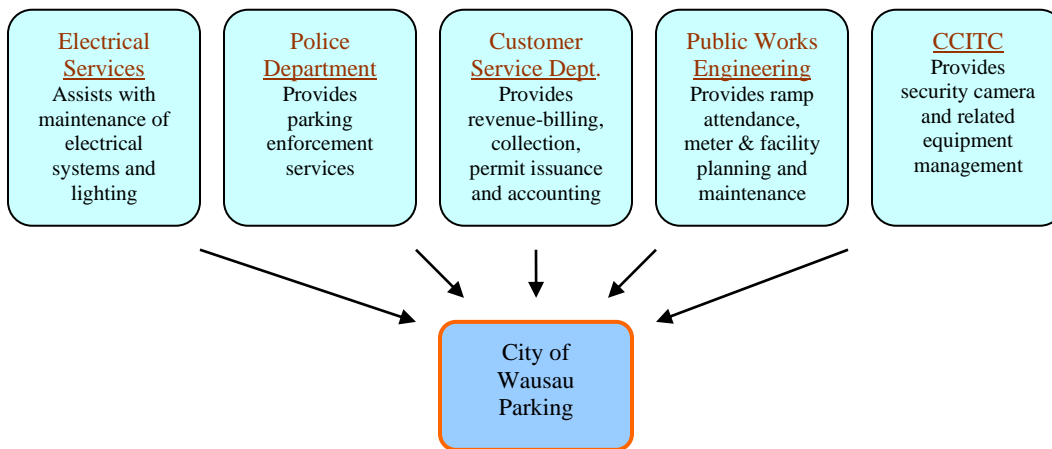 Electrical
Services
Assists with
maintenance of
electrical
systems and
lighting
Police
Department
Provides
parking
enforcement
services
Customer
Service Dept.
Provides
revenue-billing,
collection,
permit issuance
and accounting
Public Works
Engineering
Provides ramp
attendance,
meter & facility
planning and
maintenance
CCITC
Provides
security camera
and related
equipment
management
City of
Wausau
Parking